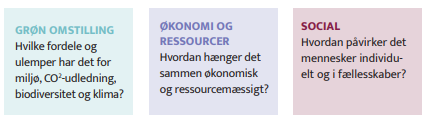 GRØN OMSTILLING
Hvilke fordele og
ulemper har det for
miljø, CO²-udledning,
biodiversitet og klima?
ØKONOMI OG
RESSOURCER
Hvordan hænger det
sammen økonomisk
og ressourcemæssigt?
SOCIAL
Hvordan påvirker det
mennesker individu-
elt og i fællesskaber?